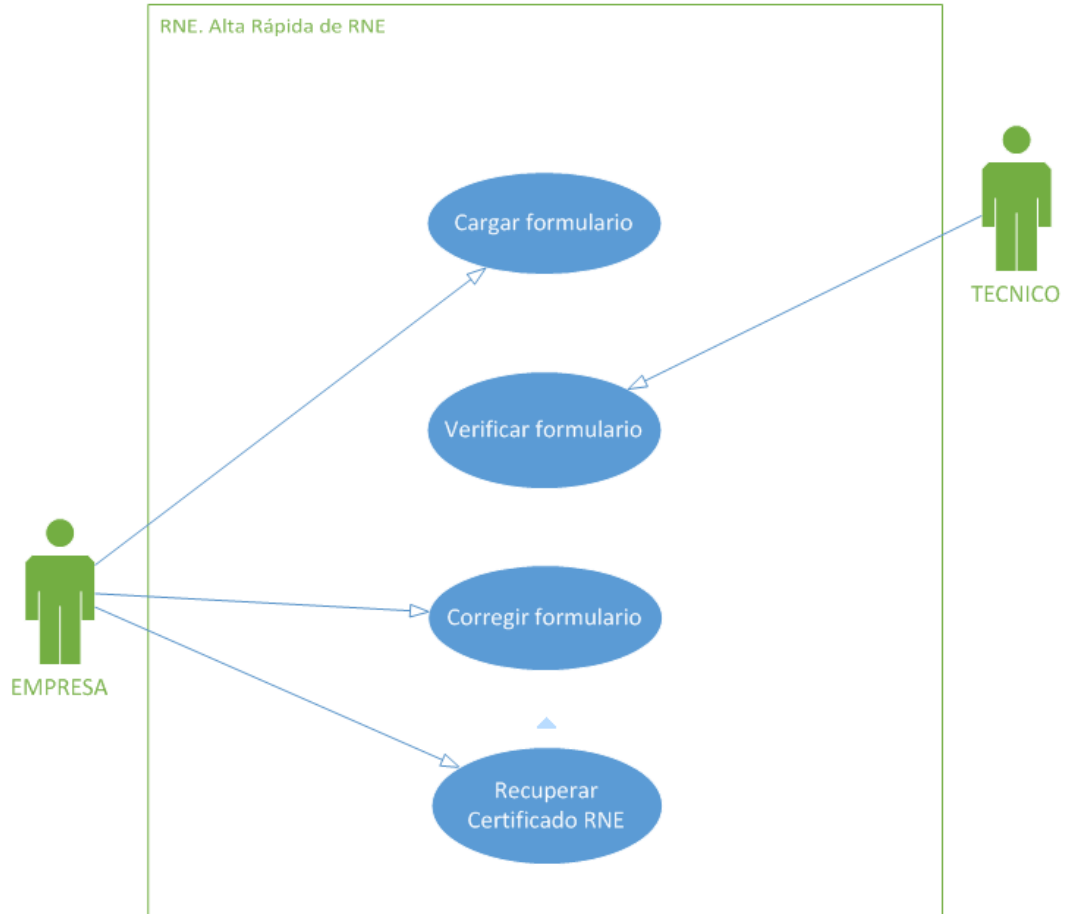 RNE. Alta Rápida de RNE
Cargar formulario
TECNICO
Verificar formulario
Corregir formulario
EMPRESA
Recuperar
Certificado RNE